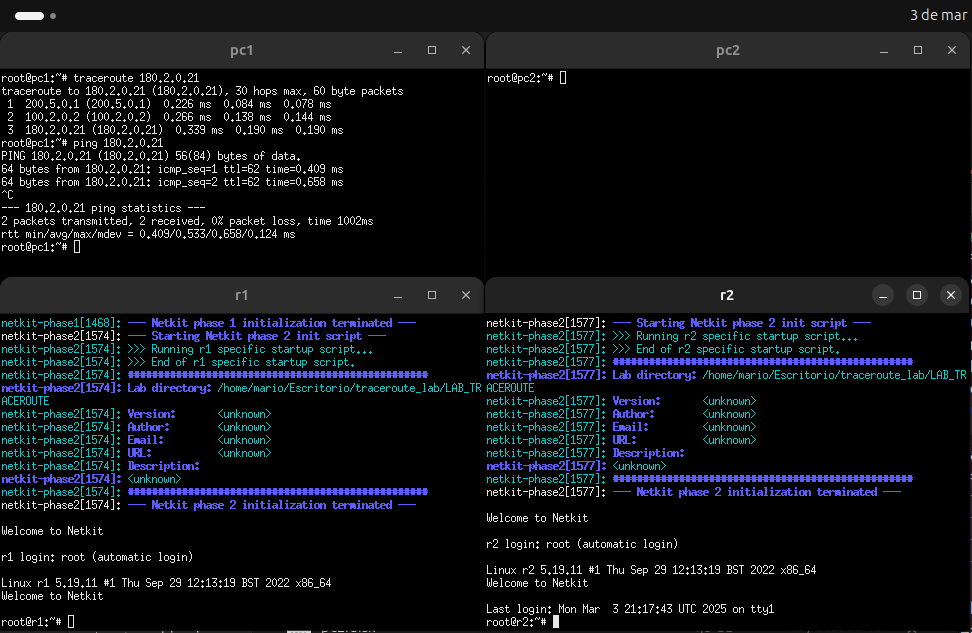 3 de mar
pc1
root@pc1:~# traceroute 180.2.0.21
traceroute to 180.2.0.21 (180.2.0.21), 30 hops max, 60 byte packets
1 200.5.0.1 (200.5.0.1) 0.226 ms 0.084 ms 0.078 ms
2 100.2.0.2 (100.2.0.2) 0.266 ms 0.138 ms 0.144 ms
3 180.2.0.21 (180.2.0.21) 0.339 ms 0.190 ms 0.190 ms
root@pc1:~# ping 180.2.0.21
PING 180.2.0.21 (180.2.0.21) 56(84) bytes of data.
64 bytes from 180.2.0.21: icmp_seq=1 ttl=62 time=0.409 ms
64 bytes from 180.2.0.21: icmp_seq=2 ttl=62 time=0.658 ms
^C
--- 180.2.0.21 ping statistics ---
2 packets transmitted, 2 received, 0% packet loss, time 1002ms
rtt min/avg/max/mdev = 0.409/0.533/0.658/0.124 ms
root@pc1:~#
pc2
root@pc2:~#
r1
netkit-phase1[1468]: --- Netkit phase 1 initialization terminated ---
netkit-phase2[1574]: --- Starting Netkit phase 2 init script ---
netkit-phase2[1574]: >>> Running r1 specific startup script...
netkit-phase2[1574]: >>> End of r1 specific startup script.
netkit-phase2[1574]: ##################################################
netkit-phase2[1574]: Lab directory: /home/mario/Escritorio/traceroute_lab/LAB_TR
ACEROUTE
netkit-phase2[1574]: Version: <unknown>
netkit-phase2[1574]: Author: <unknown>
netkit-phase2[1574]: Email: <unknown>
netkit-phase2[1574]: URL: <unknown>
netkit-phase2[1574]: Description:
netkit-phase2[1574]: <unknown>
netkit-phase2[1574]: ##################################################
netkit-phase2[1574]: --- Netkit phase 2 initialization terminated ---
Welcome to Netkit
r1 login: root (automatic login)
Linux r1 5.19.11 #1 Thu Sep 29 12:13:19 BST 2022 x86_64
Welcome to Netkit
root@r1:~#
r2
netkit-phase2[1577]: --- Starting Netkit phase 2 init script ---
netkit-phase2[1577]: >>> Running r2 specific startup script...
netkit-phase2[1577]: >>> End of r2 specific startup script.
netkit-phase2[1577]: ##################################################
netkit-phase2[1577]: Lab directory: /home/mario/Escritorio/traceroute_lab/LAB_TR
ACEROUTE
netkit-phase2[1577]: Version: <unknown>
netkit-phase2[1577]: Author: <unknown>
netkit-phase2[1577]: Email: <unknown>
netkit-phase2[1577]: URL: <unknown>
netkit-phase2[1577]: Description:
netkit-phase2[1577]: <unknown>
netkit-phase2[1577]: ##################################################
netkit-phase2[1577]: --- Netkit phase 2 initialization terminated ---
Welcome to Netkit
r2 login: root (automatic login)
Linux r2 5.19.11 #1 Thu Sep 29 12:13:19 BST 2022 x86_64
Welcome to Netkit
Last login: Mon Mar 3 21:17:43 UTC 2025 on tty1
root@r2:~#